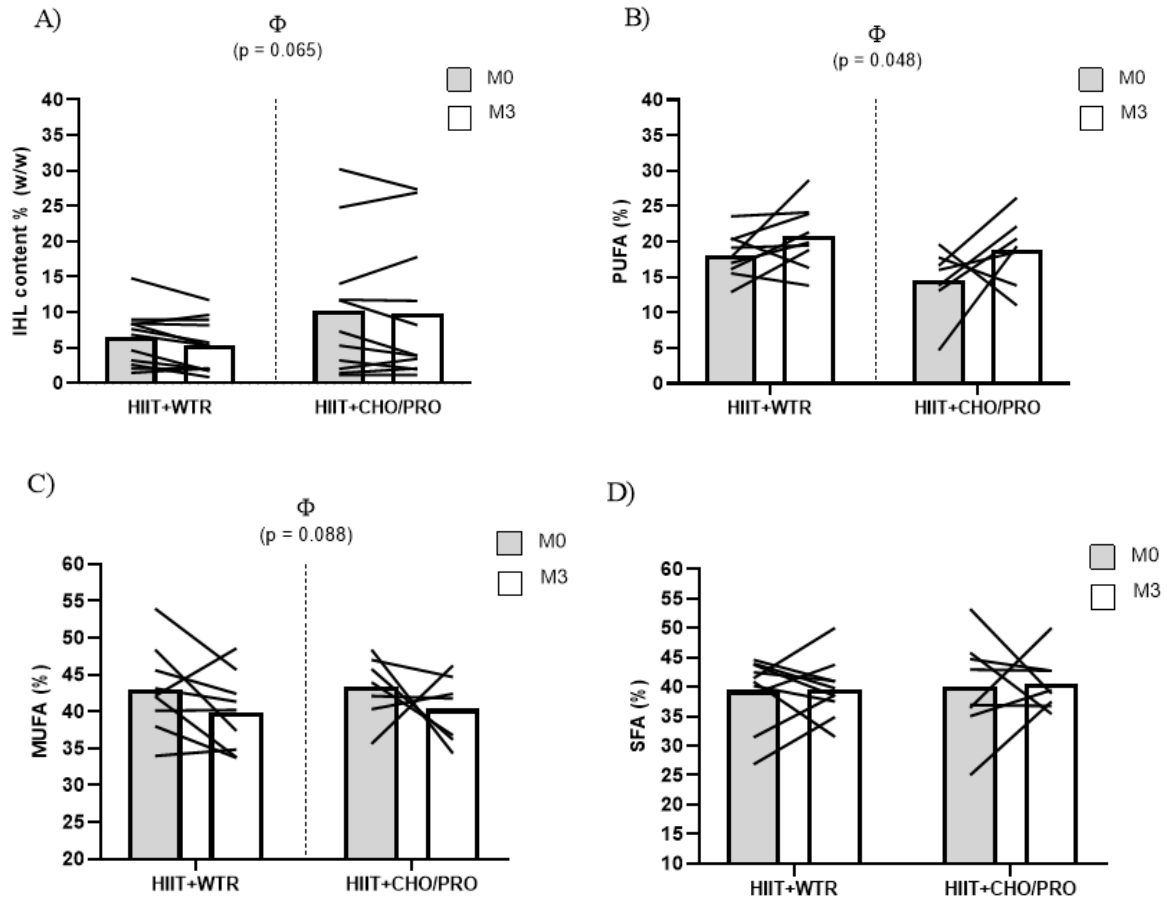 A)
Φ
(p = 0.065)
M0
M3
40
35
30
25
20
15
10
5
0
IHL content % (w/w)
HIIT+WTR
HIIT+CHO/PRO
B)
Φ
(p = 0.048)
M0
M3
40
35
30
25
20
15
10
5
0
PUFA (%)
HIIT+WTR
HIIT+CHO/PRO
C)
Φ
(p = 0.088)
M0
M3
60
55
50
45
40
35
30
25
20
MUFA (%)
HIIT+WTR
HIIT+CHO/PRO
D)
M0
M3
60
55
50
45
40
35
30
25
20
15
10
SFA (%)
HIIT+WTR
HIIT+CHO/PRO